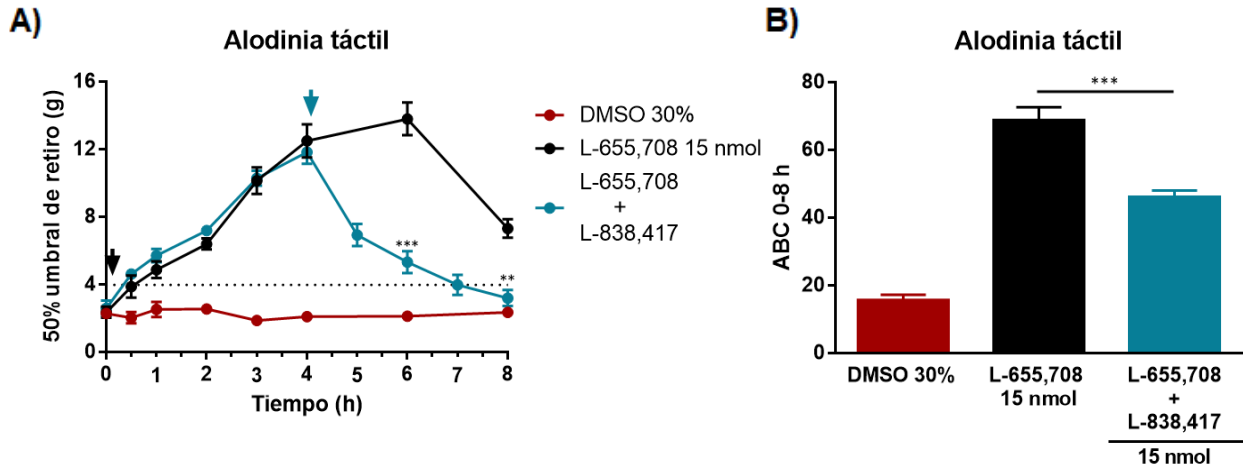 A)
Alodinia táctil
50% umbral de retiro (g)
16
12
8
4
0
***
**
0
1
2
3
4
5
6
7
8
Tiempo (h)
DMSO 30%
L-655,708 15 nmol
L-655,708
+
L-838,417
B)
Alodinia táctil
ABC 0-8 h
80
60
40
20
0
***
DMSO 30%
L-655,708
15 nmol
L-655,708
+
L-838,417
15 nmol